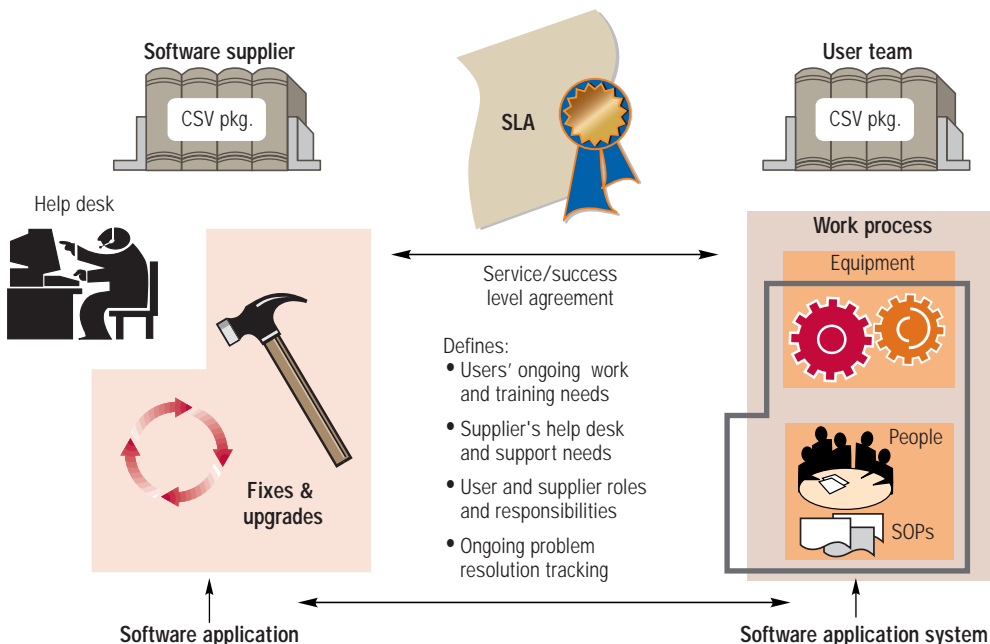 Software supplier
CSV pkg.
SLA
User team
CSV pkg.
Help desk
Fixes &
upgrades
Service/success
level agreement
Defines:
• Users' ongoing work
and training needs
• Supplier's help desk
and support needs
• User and supplier roles
and responsibilities
• Ongoing problem
resolution tracking
Work process
Equipment
People
SOPs
Software application
Software application system